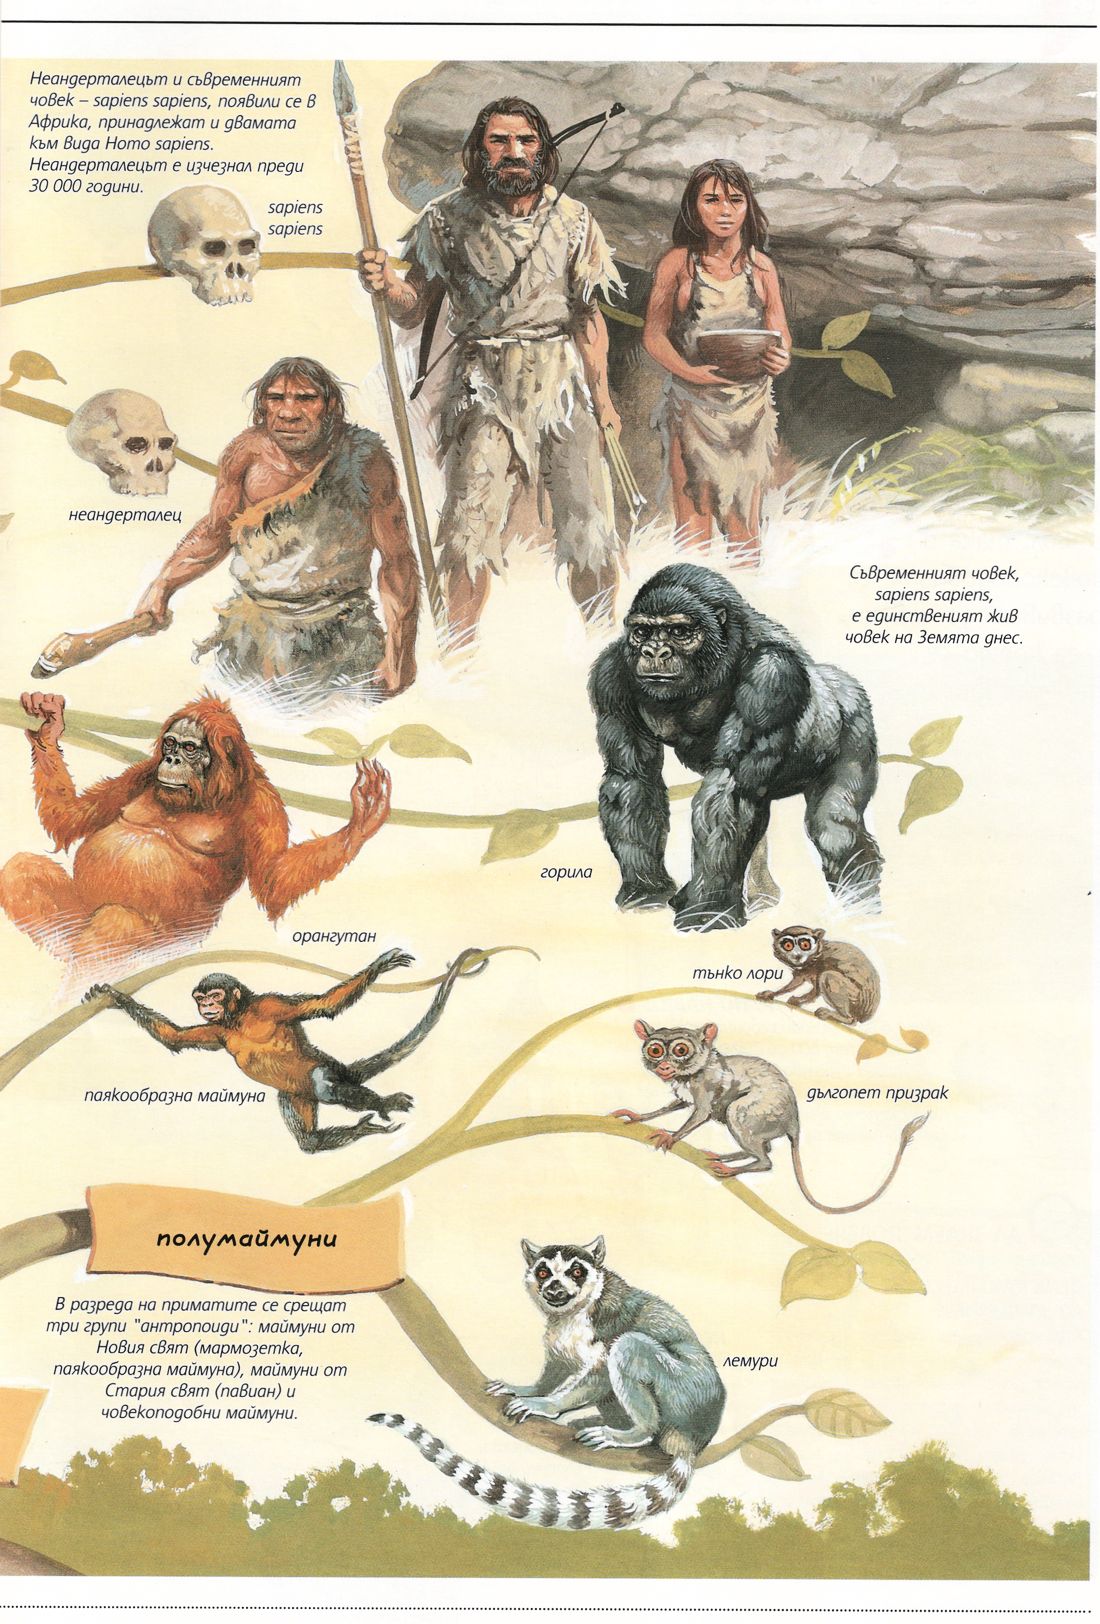 Неандерталецът и съвременният
човек – sapiens sapiens, появили се в
Африка, принадлежат и двамата
към вида Homo sapiens.
Неандерталецът е изчезнал преди
30 000 години.
sapiens
sapiens
неандерталец
Съвременният човек,
sapiens sapiens,
е единственият жив
човек на Земята днес.
горила
орангутан
тънко лори
паякообразна маймуна
дългопет призрак
полумаймуни
В разреда на приматите се срещат
три групи "антропоиди": маймуни от
Новия свят (мармозетка,
паякообразна маймуна), маймуни от
Стария свят (павиан) и
човекоподобни маймуни.
лемури